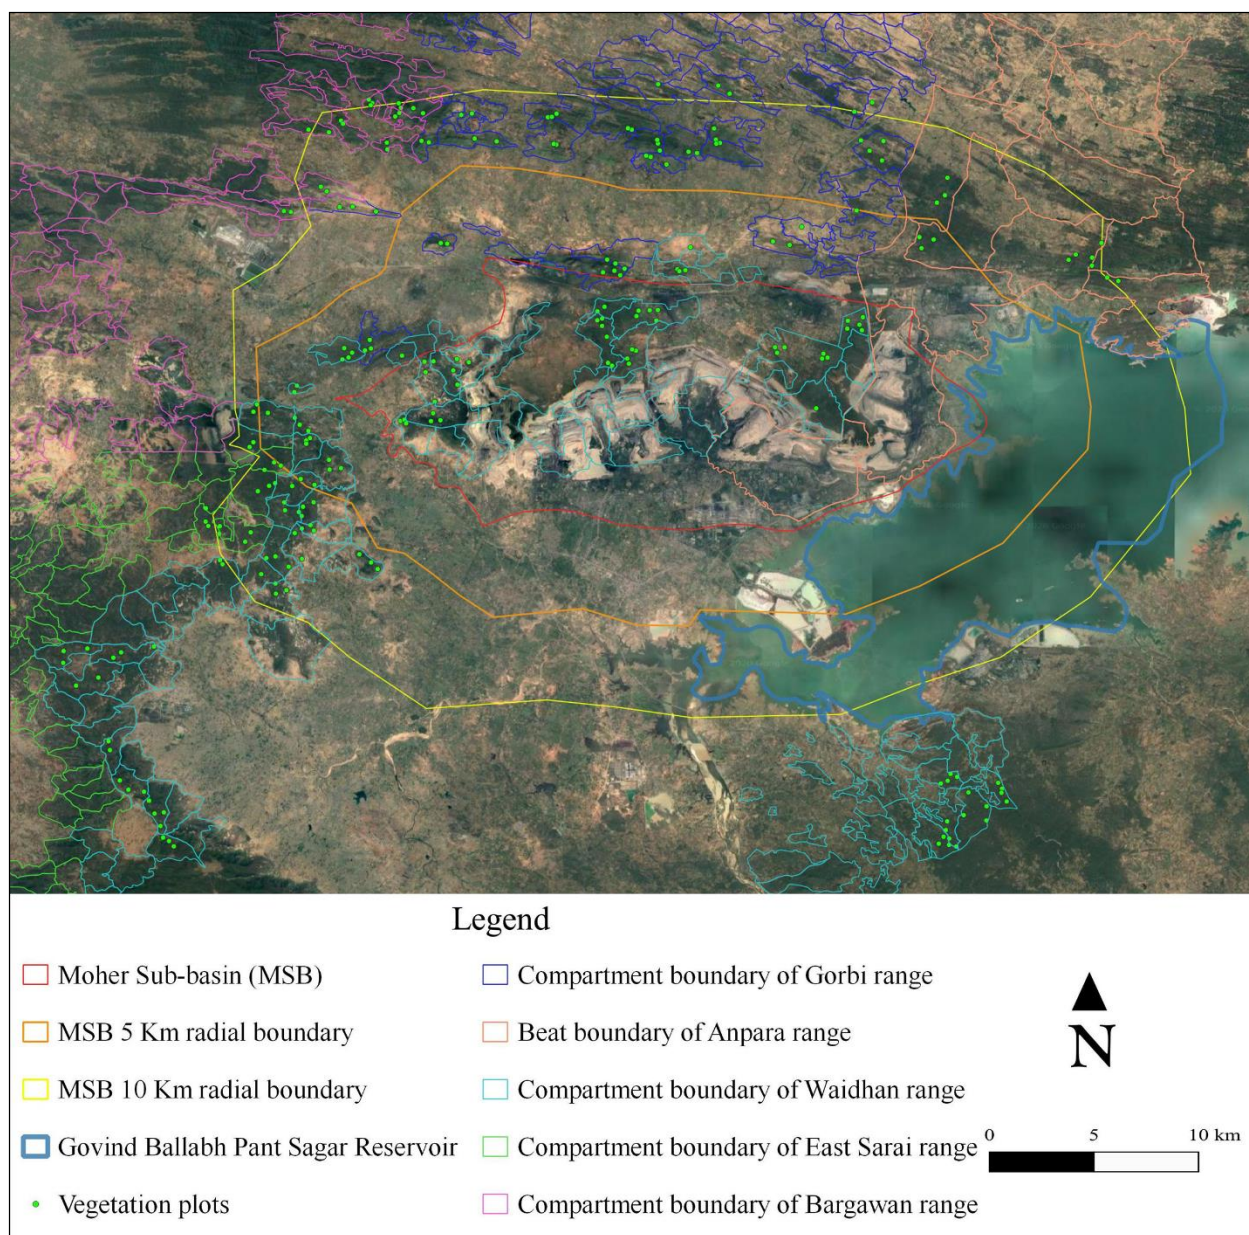 Legend
Moher Sub-basin (MSB)
Compartment boundary of Gorbi range
MSB 5 Km radial boundary
Beat boundary of Anpara range
MSB 10 Km radial boundary
Compartment boundary of Waidhan range
Govind Ballabh Pant Sagar Reservoir
Compartment boundary of East Sarai range
Vegetation plots
Compartment boundary of Bargawan range
N
0 5 10 km